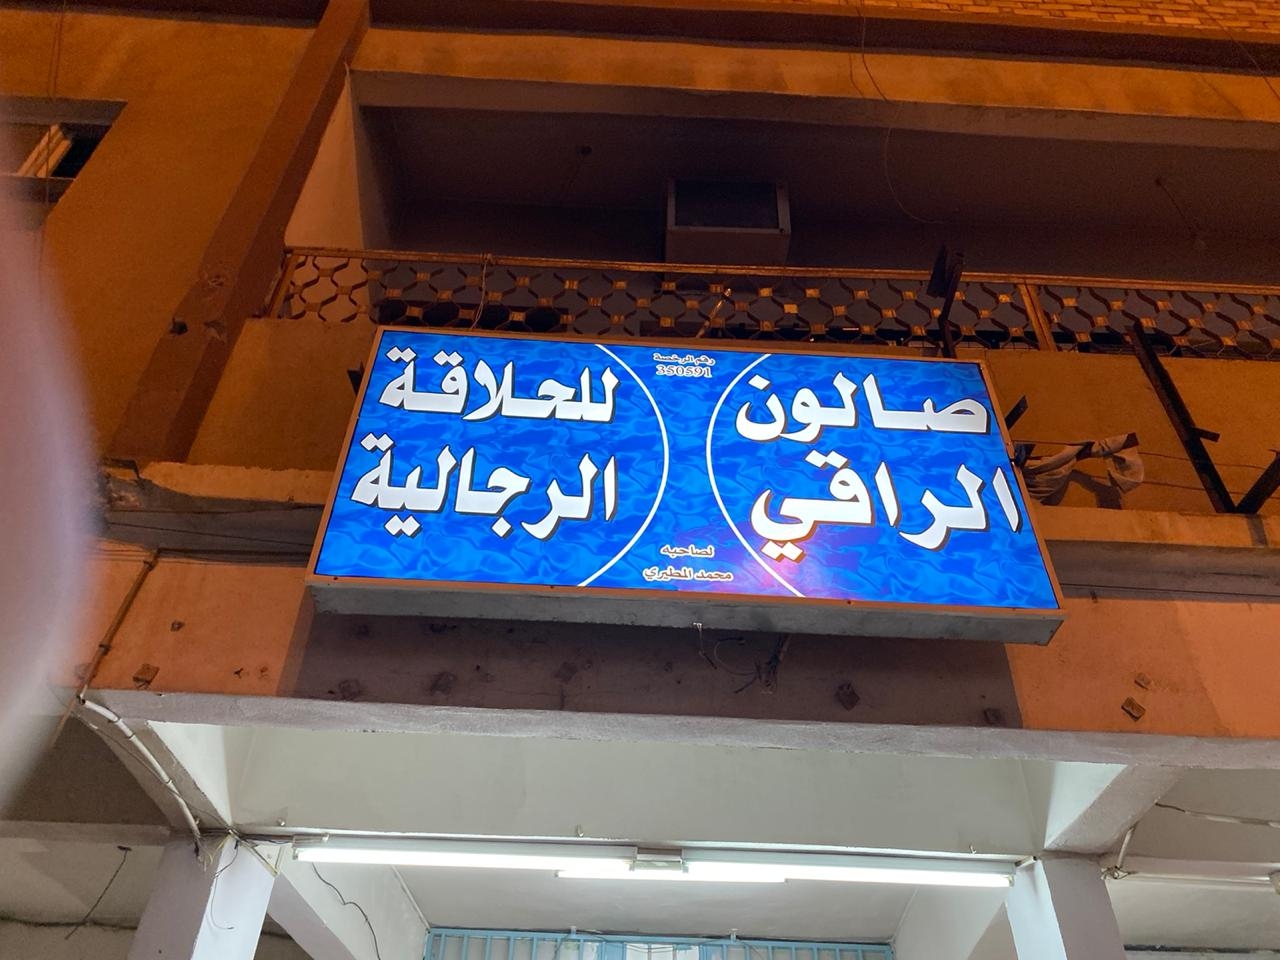 صالون
الراقي
رقم الرخصة
350591
لصاحبه
محمد المطيري
للحلاقة
الرجالية